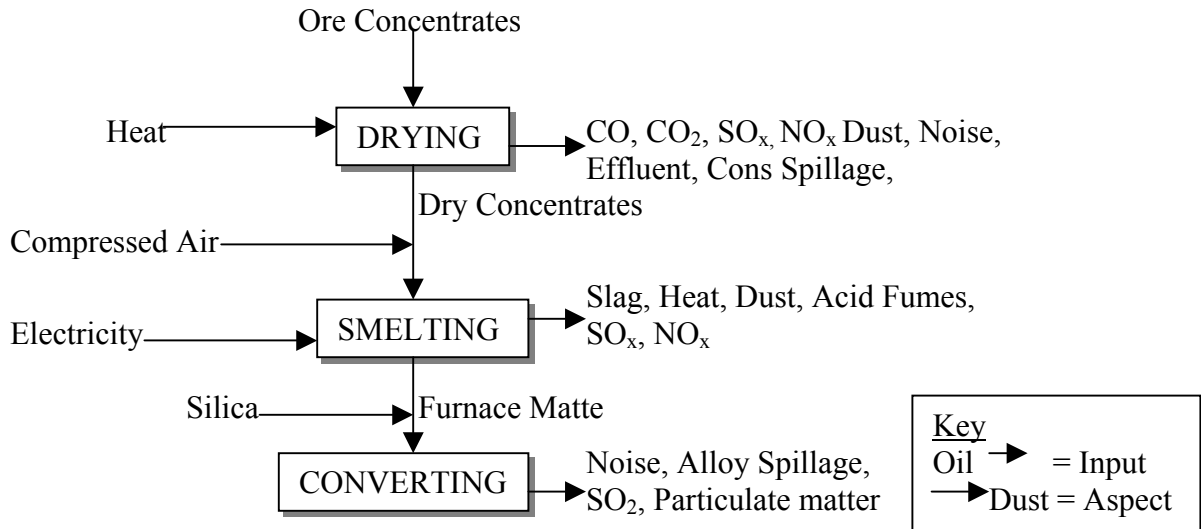 Ore Concentrates
Heat
DRYING
CO, CO₂, SOₓ, NOₓ Dust, Noise,
Effluent, Cons Spillage,
Dry Concentrates
Compressed Air
Electricity
SMELTING
Slag, Heat, Dust, Acid Fumes,
SOₓ, NOₓ
Silica
Furnace Matte
CONVERTING
Noise, Alloy Spillage,
SO₂, Particulate matter
Key
Oil = Input
Dust = Aspect